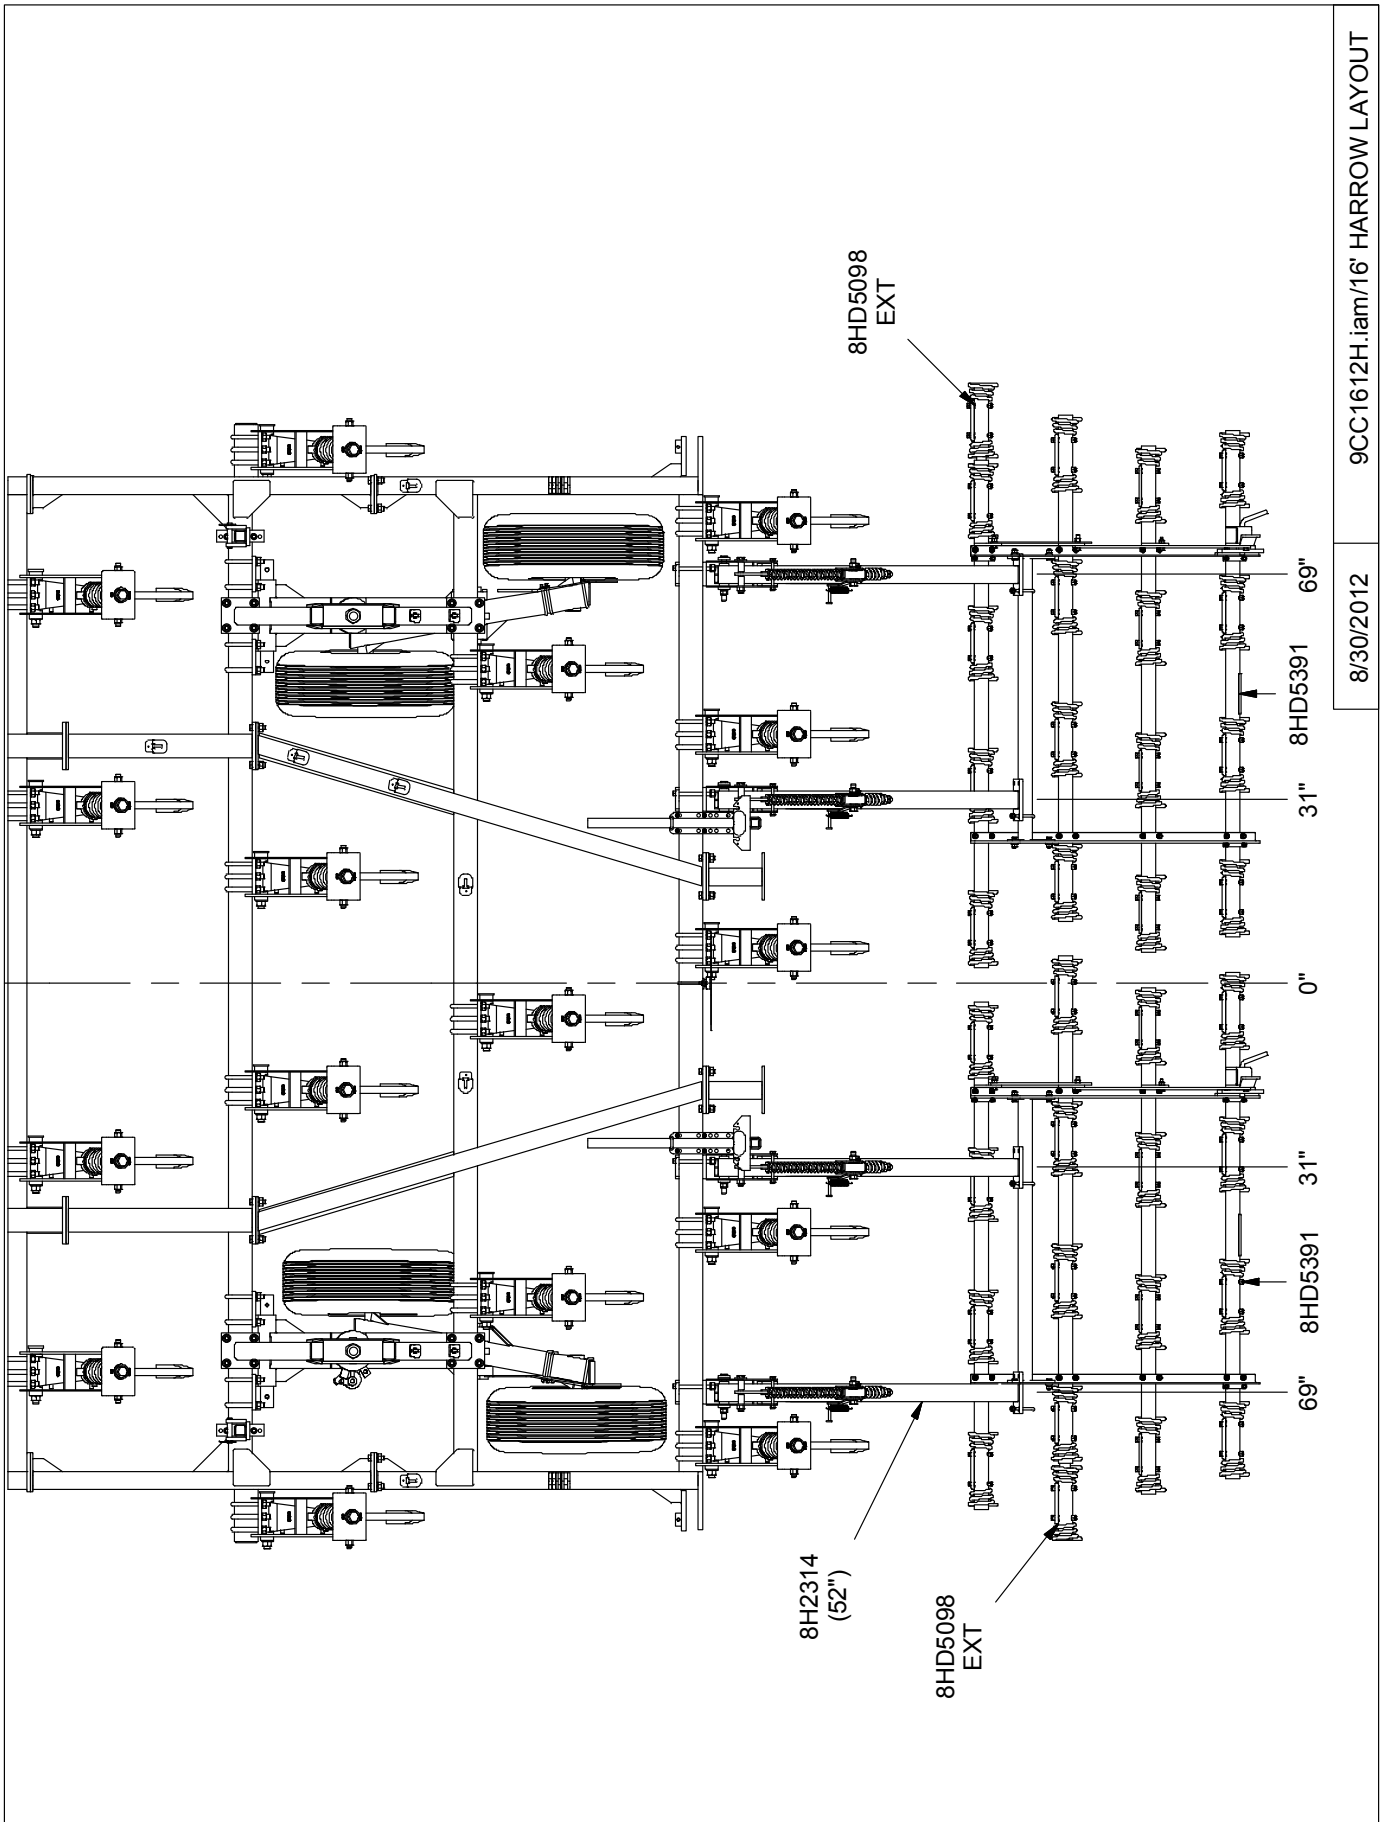 8HD5098
EXT
69"
8HD5391
31"
0"
31"
8HD5391
69"
8H2314
(52")
8HD5098
EXT
8/30/2012
9CC1612H.iam/16' HARROW LAYOUT